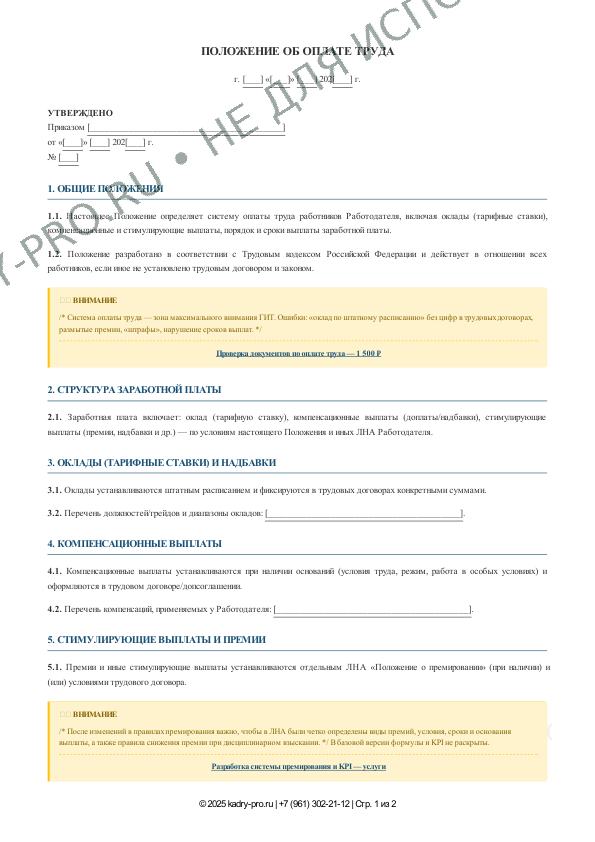 ПОЛОЖЕНИЕ ОБ ОПЛАТЕ ТРУДА
г. [____] «[____]» [____] 202[____] г.
УТВЕРЖДЕНО
Приказом [______________________________________]
от «[____]» [____] 202[____] г.
№ [____]
1. ОБЩИЕ ПОЛОЖЕНИЯ
1.1. Настоящее Положение определяет систему оплаты труда работников Работодателя, включая оклады (тарифные ставки),
компенсационные и стимулирующие выплаты, порядок и сроки выплаты заработной платы.
1.2. Положение разработано в соответствии с Трудовым кодексом Российской Федерации и действует в отношении всех
работников, если иное не установлено трудовым договором и законом.
ВНИМАНИЕ
/* Система оплаты труда — зона максимального внимания ГИТ. Ошибки: «оклад по штатному расписанию» без цифр в трудовых договорах,
размытые премии, «штрафы», нарушение сроков выплат. */
Проверка документов по оплате труда — 1 500 ₽
2. СТРУКТУРА ЗАРАБОТНОЙ ПЛАТЫ
2.1. Заработная плата включает: оклад (тарифную ставку), компенсационные выплаты (доплаты/надбавки), стимулирующие
выплаты (премии, надбавки и др.) — по условиям настоящего Положения и иных ЛНА Работодателя.
3. ОКЛАДЫ (ТАРИФНЫЕ СТАВКИ) И НАДБАВКИ
3.1. Оклады устанавливаются штатным расписанием и фиксируются в трудовых договорах конкретными суммами.
3.2. Перечень должностей/грейдов и диапазоны окладов: [______________________________________].
4. КОМПЕНСАЦИОННЫЕ ВЫПЛАТЫ
4.1. Компенсационные выплаты устанавливаются при наличии оснований (условия труда, режим, работа в особых условиях) и
оформляются в трудовом договоре/допсоглашении.
4.2. Перечень компенсаций, применяемых у Работодателя: [______________________________________].
5. СТИМУЛИРУЮЩИЕ ВЫПЛАТЫ И ПРЕМИИ
5.1. Премии и иные стимулирующие выплаты устанавливаются отдельным ЛНА «Положение о премировании» (при наличии) и
(или) условиями трудового договора.
ВНИМАНИЕ
/* После изменений в правилах премирования важно, чтобы в ЛНА были четко определены виды премий, условия, сроки и основания
выплаты, а также правила снижения премии при дисциплинарном взыскании. */ В базовой версии формулы и KPI не раскрыты.
Разработка системы премирования и KPI — услуги
© 2025 kadry-pro.ru | +7 (961) 302-21-12 | Стр. 1 из 2
Y-PRO.RU • НЕ ДЛЯ ИСПО